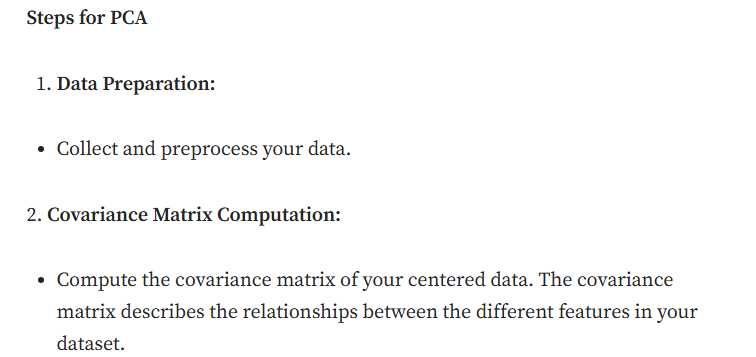 Steps for PCA
1. Data Preparation:
• Collect and preprocess your data.
2. Covariance Matrix Computation:
• Compute the covariance matrix of your centered data. The covariance
matrix describes the relationships between the different features in your
dataset.